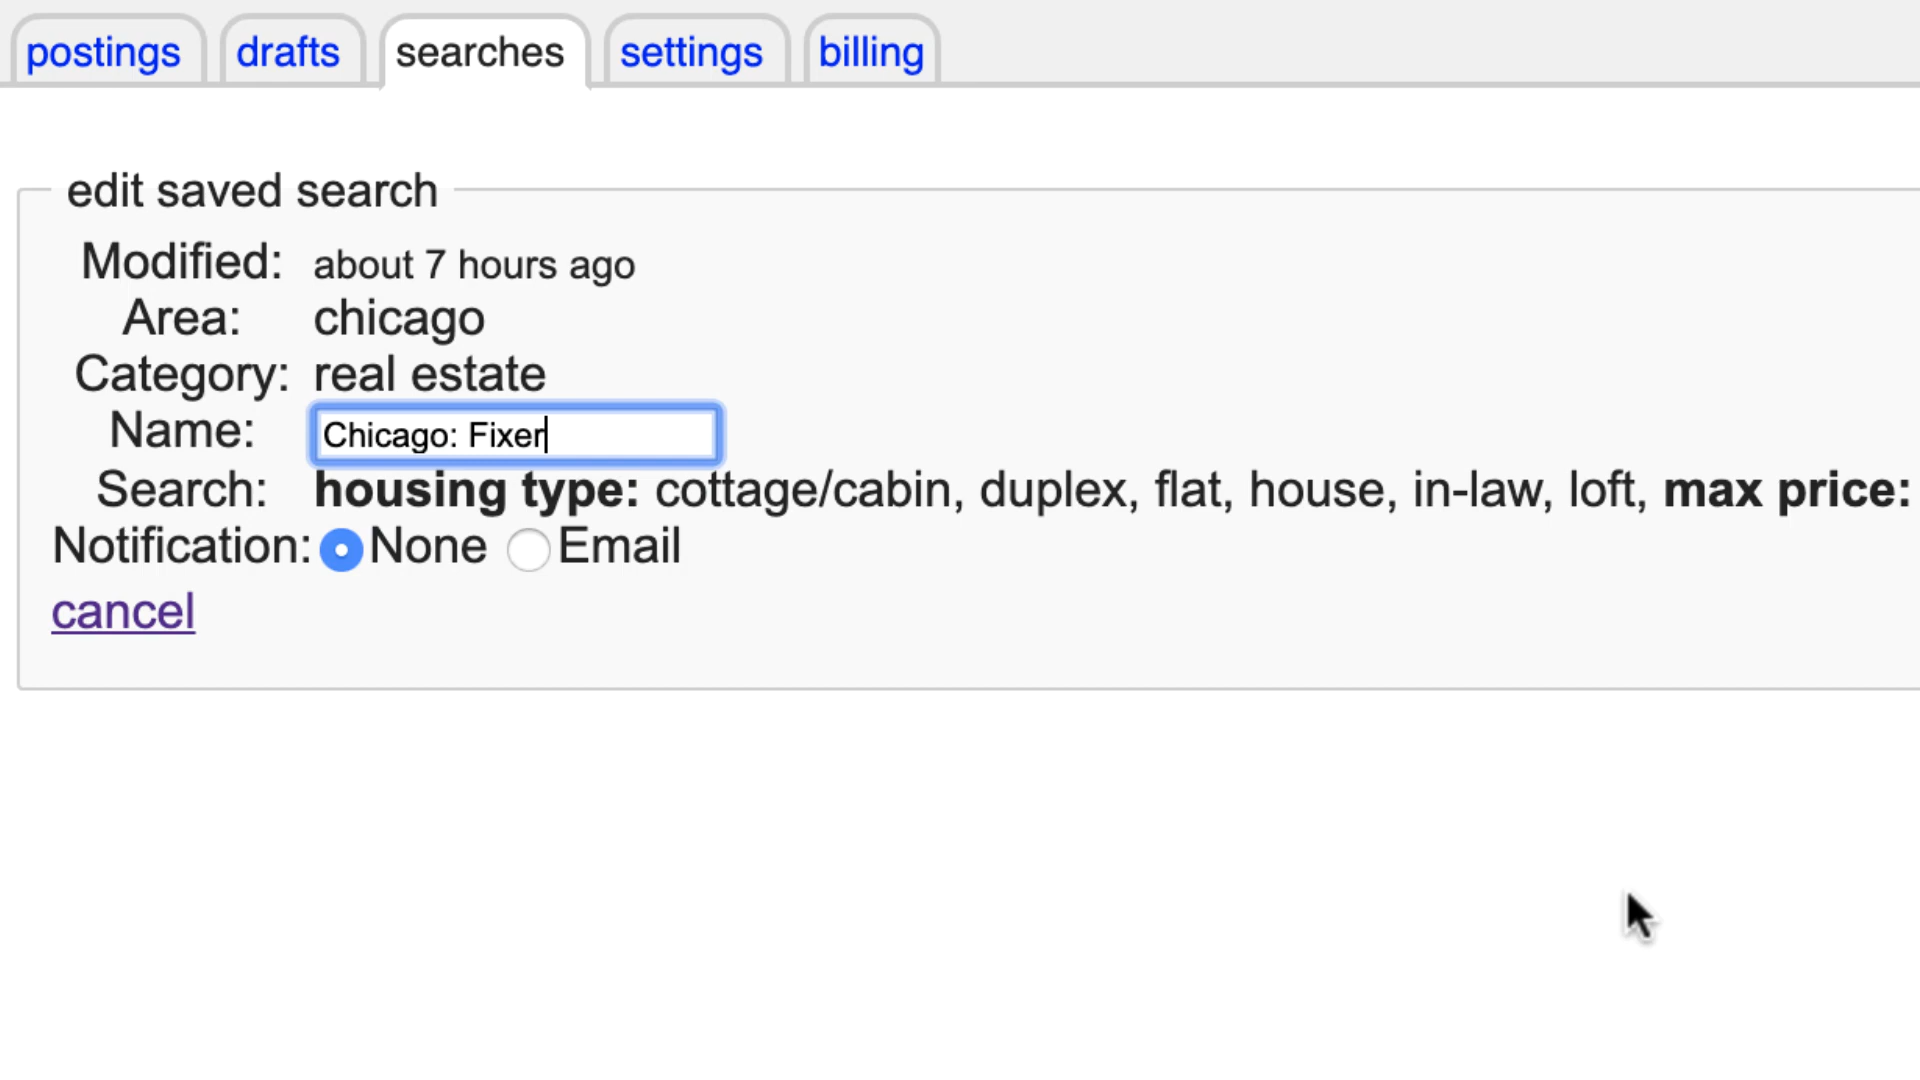 postings drafts searches settings billing
edit saved search
Modified: about 7 hours ago
Area: chicago
Category: real estate
Name: Chicago: Fixer
Search: housing type: cottage/cabin, duplex, flat, house, in-law, loft, max price:
Notification: None Email
cancel